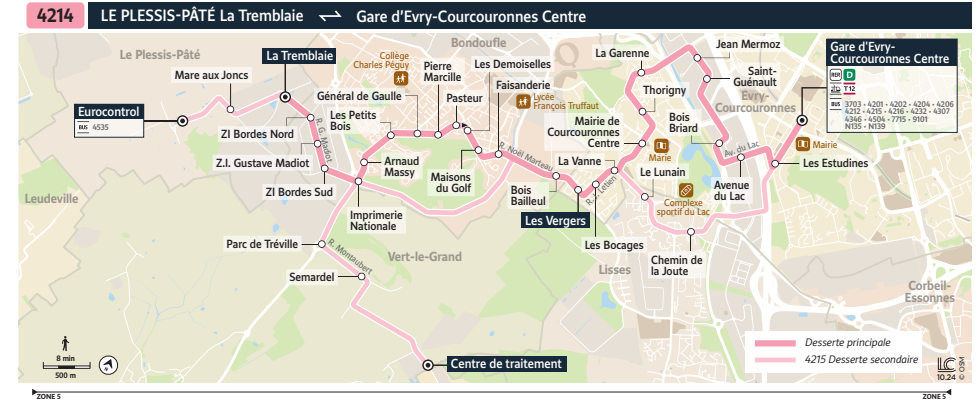 4214 LE PLESSIS-PÂTÉ La Tremblaie Gare d'Evry-Courcouronnes Centre
Le Plessis-Pâté
La Tremblaie
Mare aux Joncs
Eurocontrol
BUS 4535
ZI Bordes Nord
Z.I. Gustave Madiot
ZI Bordes Sud
R. G. Madiot
Leudeville
Collège
Charles Péguy
Bondoufle
Pierre
Marcille
Les Demoiselles
Général de Gaulle
Pasteur
Faisanderie
Lycée
François Truffaut
Les Petits
Bois
Arnaud
Massy
Maisons
du Golf
Imprimerie
Nationale
R. Noël Marteau
Bois
Bailleul
Les Vergers
La Vanne
R. J. Leben
Les Bocages
Parc de Tréville
R. Montaubert
Semardel
Vert-le-Grand
Centre de traitement
La Garenne
Jean Mermoz
Saint-
Guénault
Thorigny
Evry-
Courcouronnes
Mairie de
Courcouronnes
Centre
Mairie
Bois
Briard
Av. du Lac
Le Lunain
Avenue
du Lac
Complexe
sportif du Lac
Chemin de
la Joute
Lisses
Les Estudines
Mairie
Gare d'Evry-
Courcouronnes Centre
RER D
T12
BUS 3703 • 4201 • 4202 • 4204 • 4206
4212 • 4215 • 4216 • 4232 • 4307
4346 • 4504 • 7715 • 9101
N135 • N139
Corbeil-
Essonnes
Desserte principale
4215 Desserte secondaire
8 min
500 m
10.24 © OSM
ZONE 5
ZONE 5